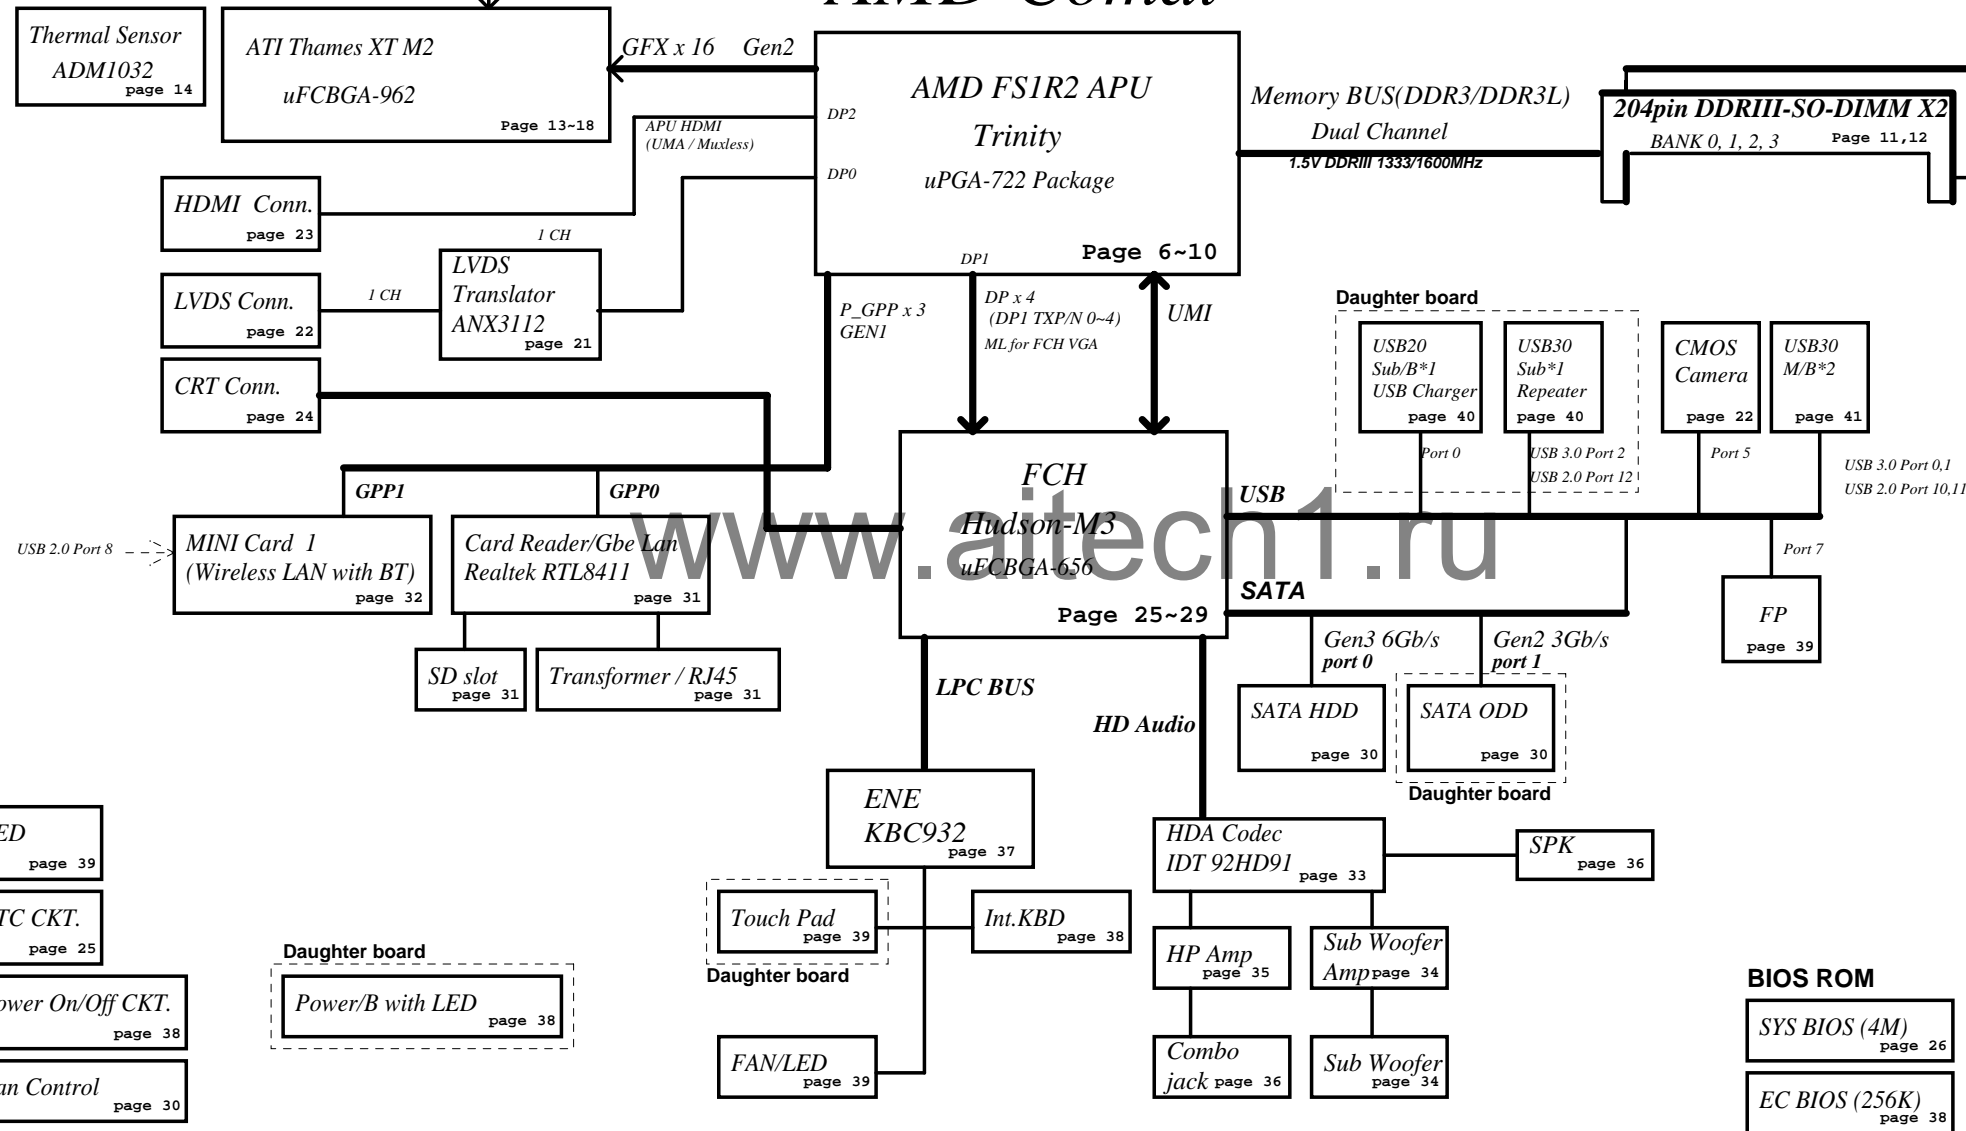 Thermal Sensor
ADM1032
page 14
ATI Thames XT M2
uFCBGA-962
Page 13~18
GFX x 16 Gen2
APU HDMI
(UMA / Muxless)
DP2
DP0
AMD FS1R2 APU
Trinity
uPGA-722 Package
Page 6~10
DP1
Memory BUS(DDR3/DDR3L)
Dual Channel
1.5V DDRIII 1333/1600MHz
204pin DDRIII-SO-DIMM X2
BANK 0, 1, 2, 3 Page 11,12
HDMI Conn.
page 23
1 CH
LVDS Conn.
page 22
1 CH
LVDS
Translator
ANX3112
page 21
CRT Conn.
page 24
P_GPP x 3
GEN1
DP x 4
(DP1 TXP/N 0~4)
ML for FCH VGA
UMI
Daughter board
USB20
Sub/B*1
USB Charger
page 40
USB30
Sub*1
Repeater
page 40
CMOS
Camera
page 22
USB30
M/B*2
page 41
Port 0
USB 3.0 Port 2
USB 2.0 Port 12
Port 5
USB 3.0 Port 0,1
USB 2.0 Port 10,11
GPP1
GPP0
USB 2.0 Port 8
MINI Card 1
(Wireless LAN with BT)
page 32
Card Reader/Gbe Lan
Realtek RTL8411
page 31
FCH
Hudson-M3
uFCBGA-656
Page 25~29
www.aitech1.ru
USB
SATA
Port 7
FP
page 39
SD slot
page 31
Transformer / RJ45
page 31
Gen3 6Gb/s
port 0
Gen2 3Gb/s
port 1
SATA HDD
page 30
SATA ODD
page 30
Daughter board
LPC BUS
HD Audio
ENE
KBC932
page 37
HDA Codec
IDT 92HD91
page 33
SPK
page 36
ED
page 39
TC CKT.
page 25
ower On/Off CKT.
page 38
an Control
page 30
Daughter board
Power/B with LED
page 38
Touch Pad
page 39
Daughter board
Int.KBD
page 38
FAN/LED
page 39
HP Amp
page 35
Sub Woofer
Amp page 34
Combo
jack page 36
Sub Woofer
page 34
BIOS ROM
SYS BIOS (4M)
page 26
EC BIOS (256K)
page 38